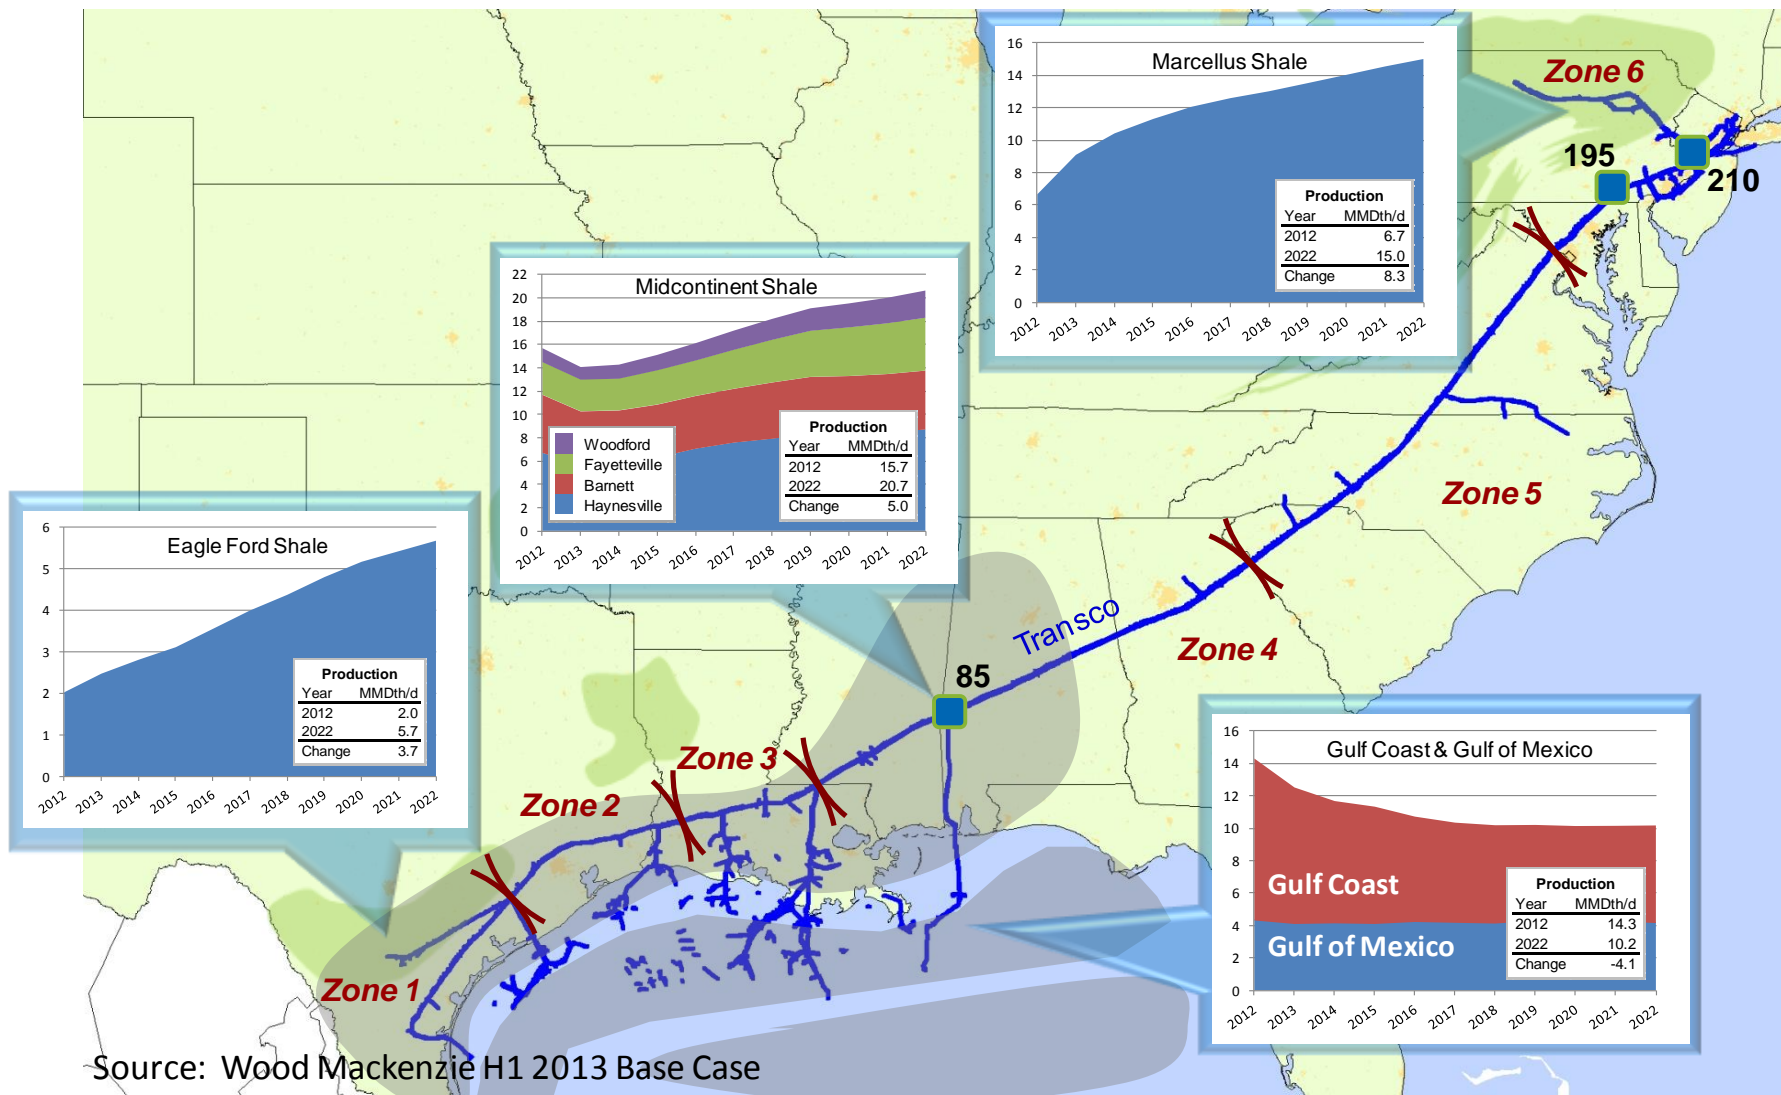 16
14
12
10
8
6
4
2
0
Marcellus Shale
Production
Year MMDth/d
2012 6.7
2022 15.0
Change 8.3
2012 2013 2014 2015 2016 2017 2018 2019 2020 2021 2022
Zone 6
195
210
22
20
18
16
14
12
10
8
6
4
2
0
Midcontinent Shale
Woodford
Fayetteville
Barnett
Haynesville
Production
Year MMDth/d
2012 15.7
2022 20.7
Change 5.0
2012 2013 2014 2015 2016 2017 2018 2019 2020 2021 2022
Zone 5
6
5
4
3
2
1
0
Eagle Ford Shale
Production
Year MMDth/d
2012 2.0
2022 5.7
Change 3.7
2012 2013 2014 2015 2016 2017 2018 2019 2020 2021 2022
Transco
Zone 4
85
Zone 3
Zone 2
Zone 1
16
14
12
10
8
6
4
2
0
Gulf Coast & Gulf of Mexico
Gulf Coast
Gulf of Mexico
Production
Year MMDth/d
2012 14.3
2022 10.2
Change -4.1
2012 2013 2014 2015 2016 2017 2018 2019 2020 2021 2022
Source: Wood Mackenzie H1 2013 Base Case